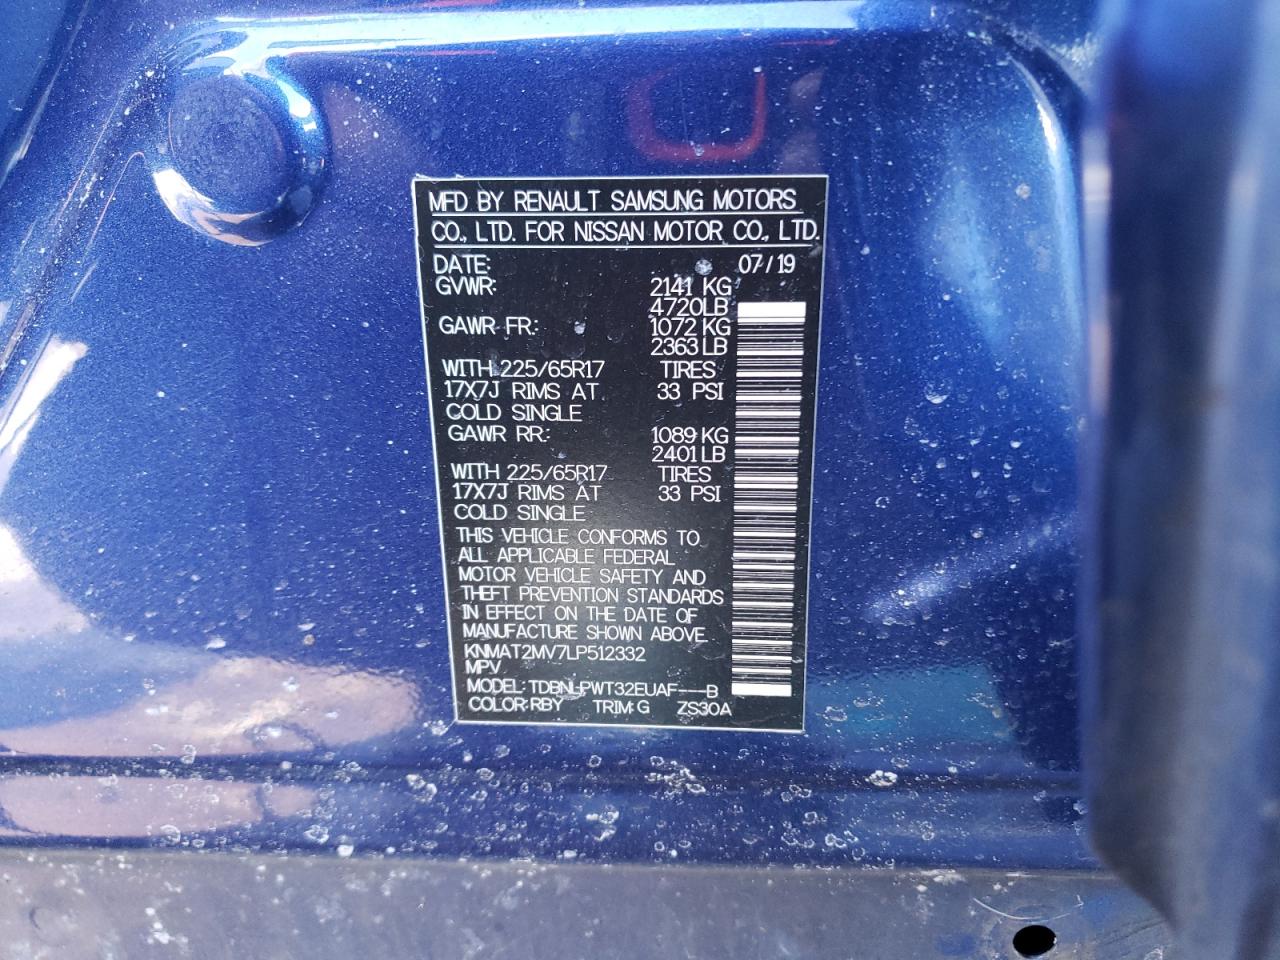 MFD BY RENAULT SAMSUNG MOTORS
CO., LTD. FOR NISSAN MOTOR CO., LTD.
DATE: 07/19
GVWR: 2141 KG
4720LB
GAWR FR: 1072 KG
2363LB
WITH 225/65R17 TIRES
17X7J RIMS AT 33 PSI
COLD SINGLE
GAWR RR: 1089 KG
2401LB
WITH 225/65R17 TIRES
17X7J RIMS AT 33 PSI
COLD SINGLE
THIS VEHICLE CONFORMS TO
ALL APPLICABLE FEDERAL
MOTOR VEHICLE SAFETY AND
THEFT PREVENTION STANDARDS
IN EFFECT ON THE DATE OF
MANUFACTURE SHOWN ABOVE.
KNMAT2MV7LP512332
MPV
MODEL: TDBNLPWT32EUAF---B
COLOR:RBY TRIM:G ZS30A